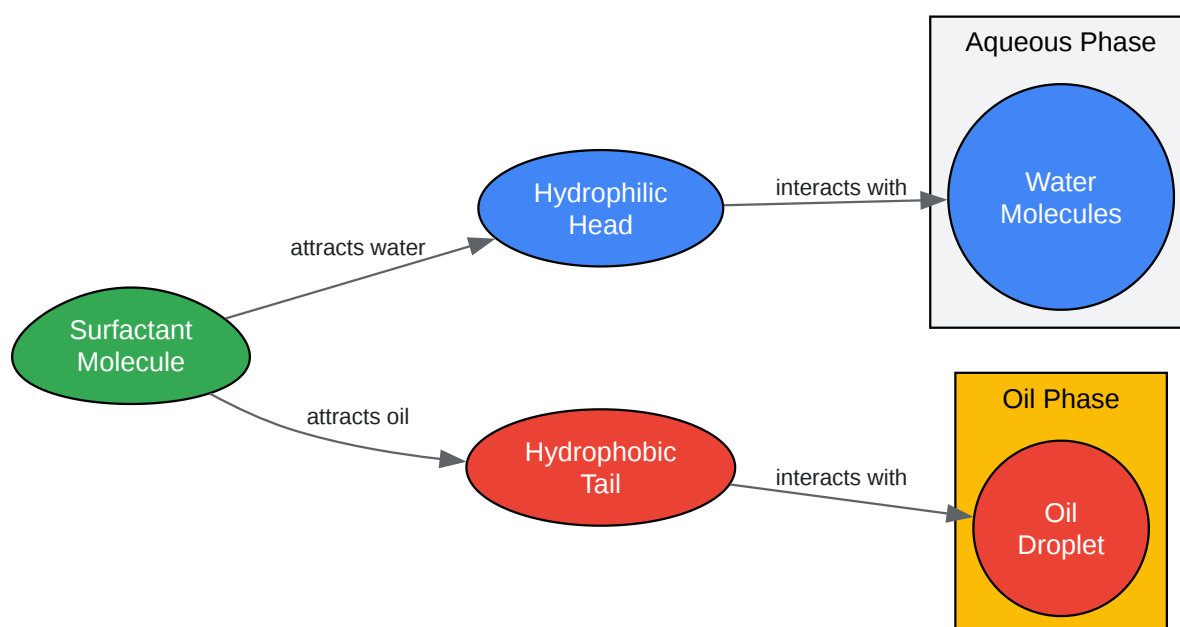 Aqueous Phase
Water
Molecules
interacts with
Hydrophilic
Head
attracts water
Surfactant
Molecule
attracts oil
Hydrophobic
Tail
interacts with
Oil Phase
Oil
Droplet